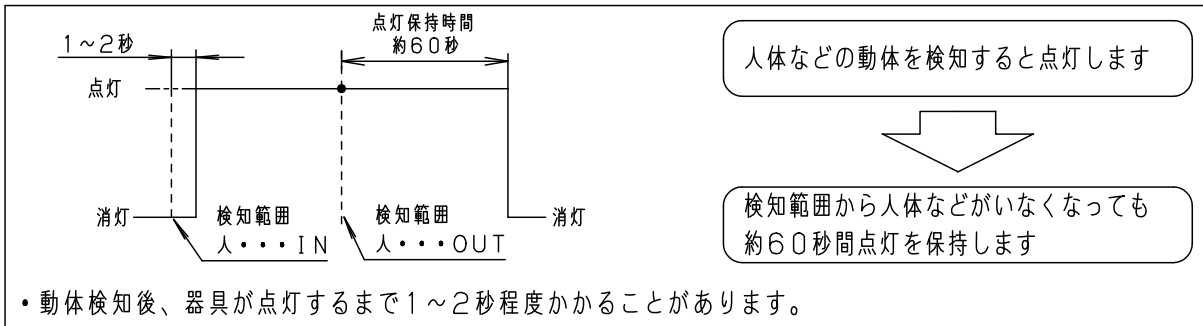 1～2秒
点灯保持時間
約60秒
点灯
消灯
検知範囲
人・・・IN
検知範囲
人・・・OUT
消灯
人体などの動体を検知すると点灯します
検知範囲から人体などがいなくなっても
約60秒間点灯を保持します
・動体検知後、器具が点灯するまで1～2秒程度かかることがあります。